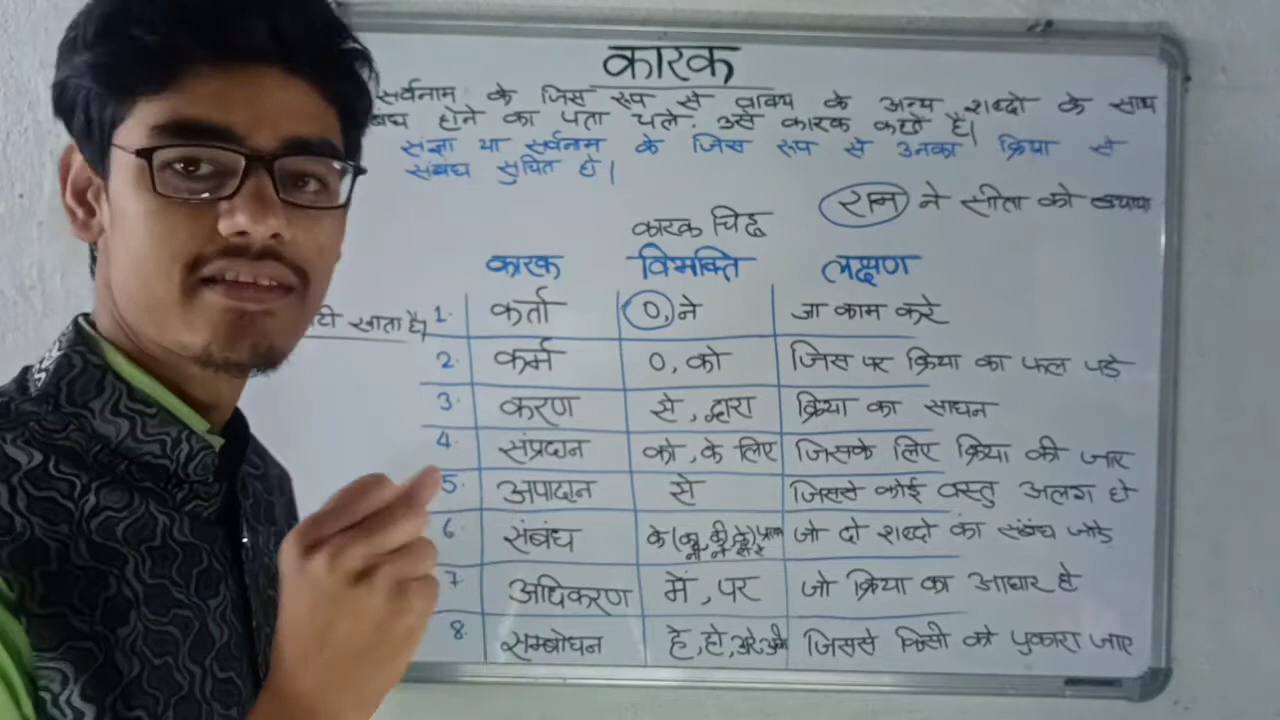 कारक
सर्वनाम के जिस रूप से वाक्य के अन्य शब्दो के साथ
होने का पता चले, उसे कारक कहते है।
संज्ञा या सर्वनाम के जिस रूप से उनका क्रिया से
संबंध सुचित हो।
राम ने सीता को बचाया
कारक चिह्न
कारक विभक्ति लक्षण
खाता है।
1. कर्ता 0, ने जो काम करे
2. कर्म 0, को जिस पर क्रिया का फल पड़े
3. करण से, द्वारा क्रिया का साधन
4. संप्रदान को, के लिए जिसके लिए क्रिया की जाए
5. अपादान से जिससे कोई वस्तु अलग हो
6. संबंध के जो दो शब्दो का संबंध जोड़े
7 अधिकरण में, पर जो क्रिया का आधार हो
8. सम्बोधन हे, हो, अरे जिससे किसी को पुकारा जाए